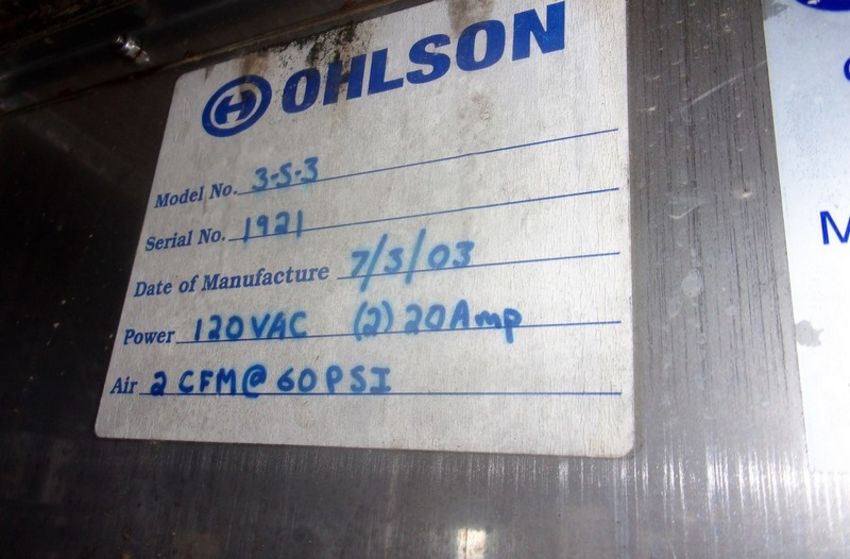 OHLSON
Model No. 3-S-3
Serial No. 1921
Date of Manufacture 7/3/03
Power 120VAC (2) 20Amp
Air 2 CFM@ 60PSI
M